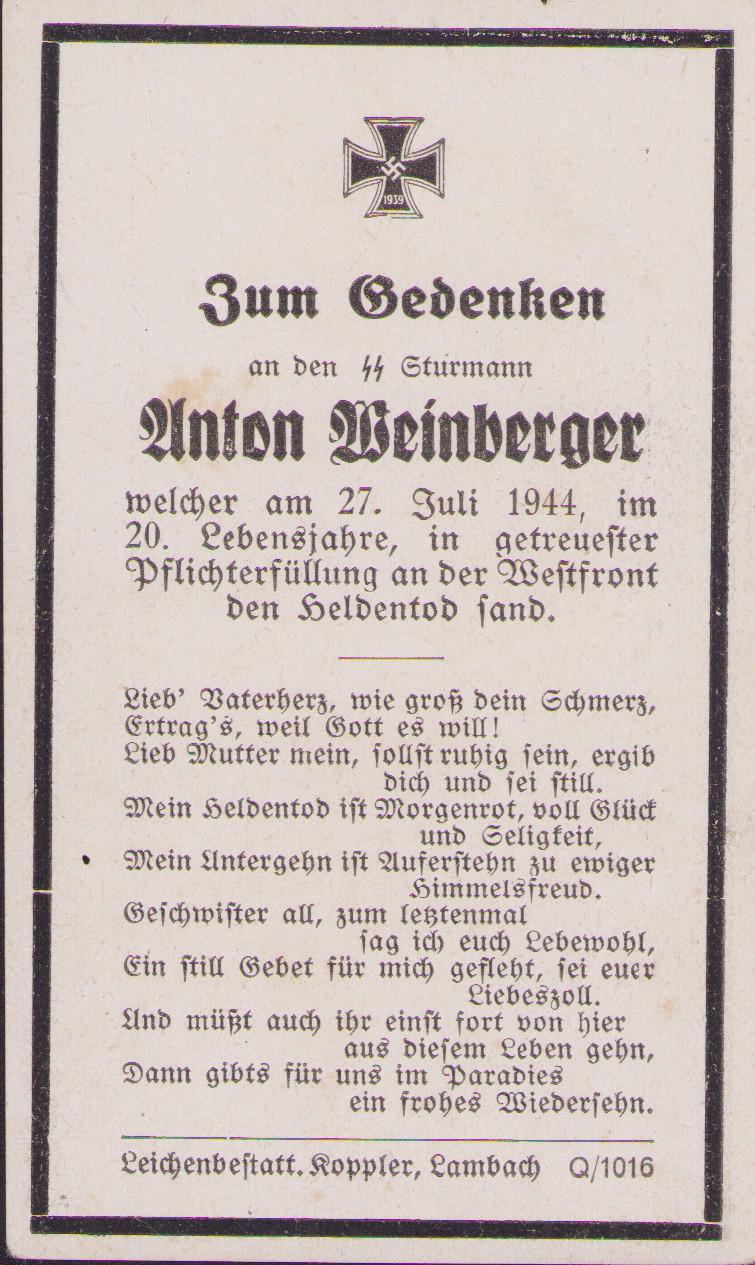 1939
Zum Gedenken
an den ᛋᛋ Sturmann
Anton Weinberger
welcher am 27. Juli 1944, im
20. Lebensjahre, in getreuester
Pflichterfüllung an der Westfront
den Heldentod fand.
Lieb' Vaterherz, wie groß dein Schmerz,
Ertrag's, weil Gott es will!
Lieb Mutter mein, sollst ruhig sein, ergib
dich und sei still.
Mein Heldentod ist Morgenrot, voll Glück
und Seligkeit,
Mein Untergehn ist Auferstehn zu ewiger
Himmelsfreud.
Geschwister all, zum letztenmal
sag ich euch Lebewohl,
Ein still Gebet für mich gefleht, sei euer
Liebeszoll.
Und müßt auch ihr einst fort von hier
aus diesem Leben gehn,
Dann gibts für uns im Paradies
ein frohes Wiedersehn.
Leichenbestatt. Koppler, Lambach Q/1016